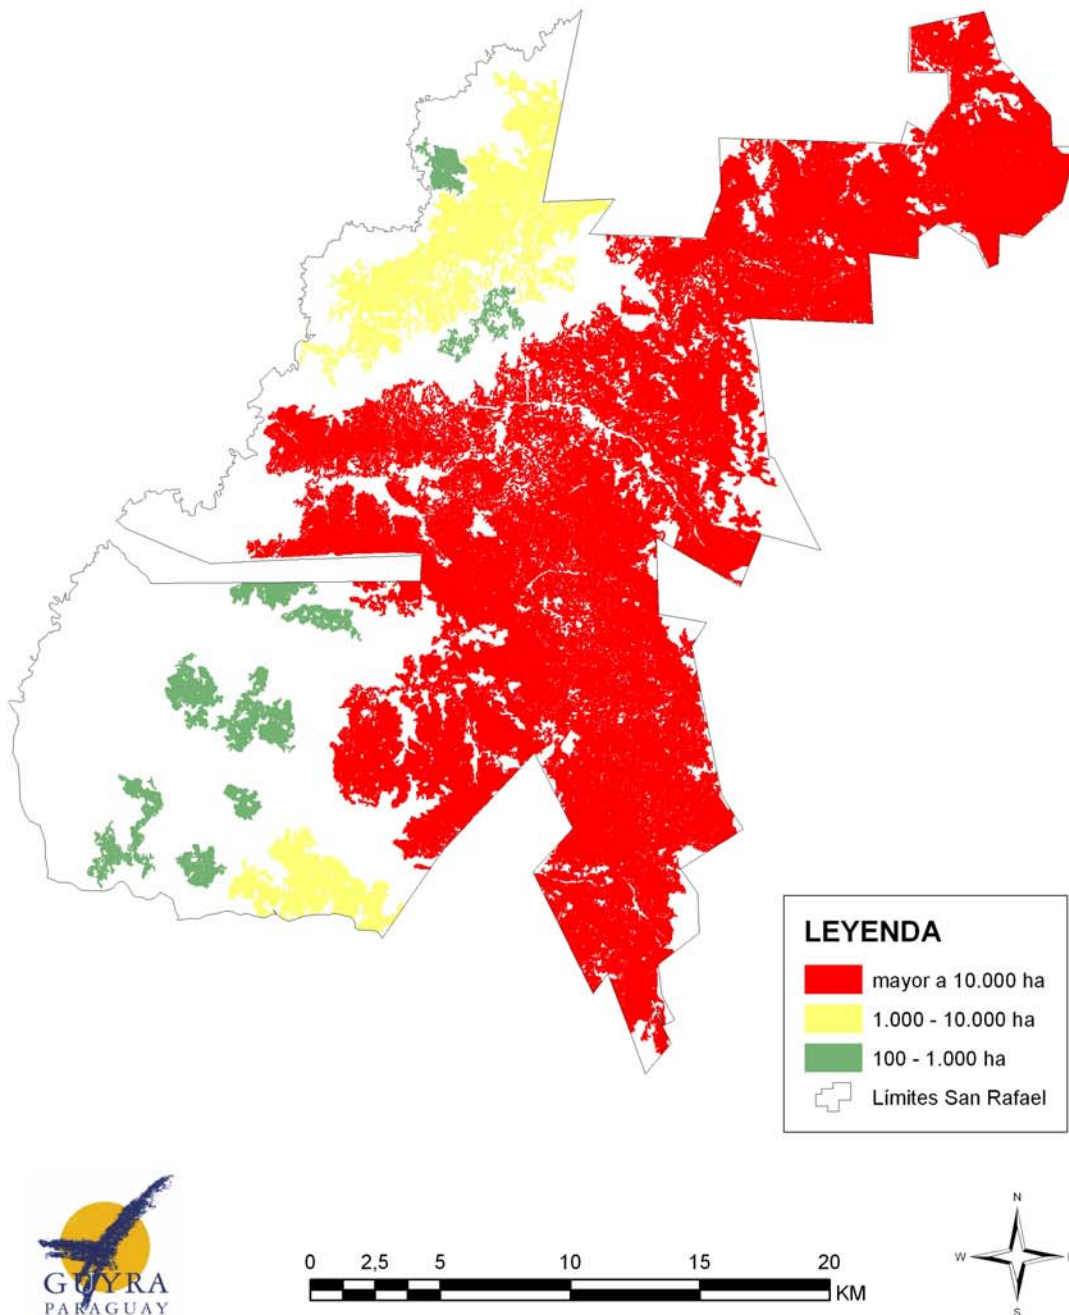 LEYENDA
mayor a 10.000 ha
1.000 - 10.000 ha
100 - 1.000 ha
Límites San Rafael
GUYRA
PARAGUAY
0 2,5 5 10 15 20
KM
N
W
S